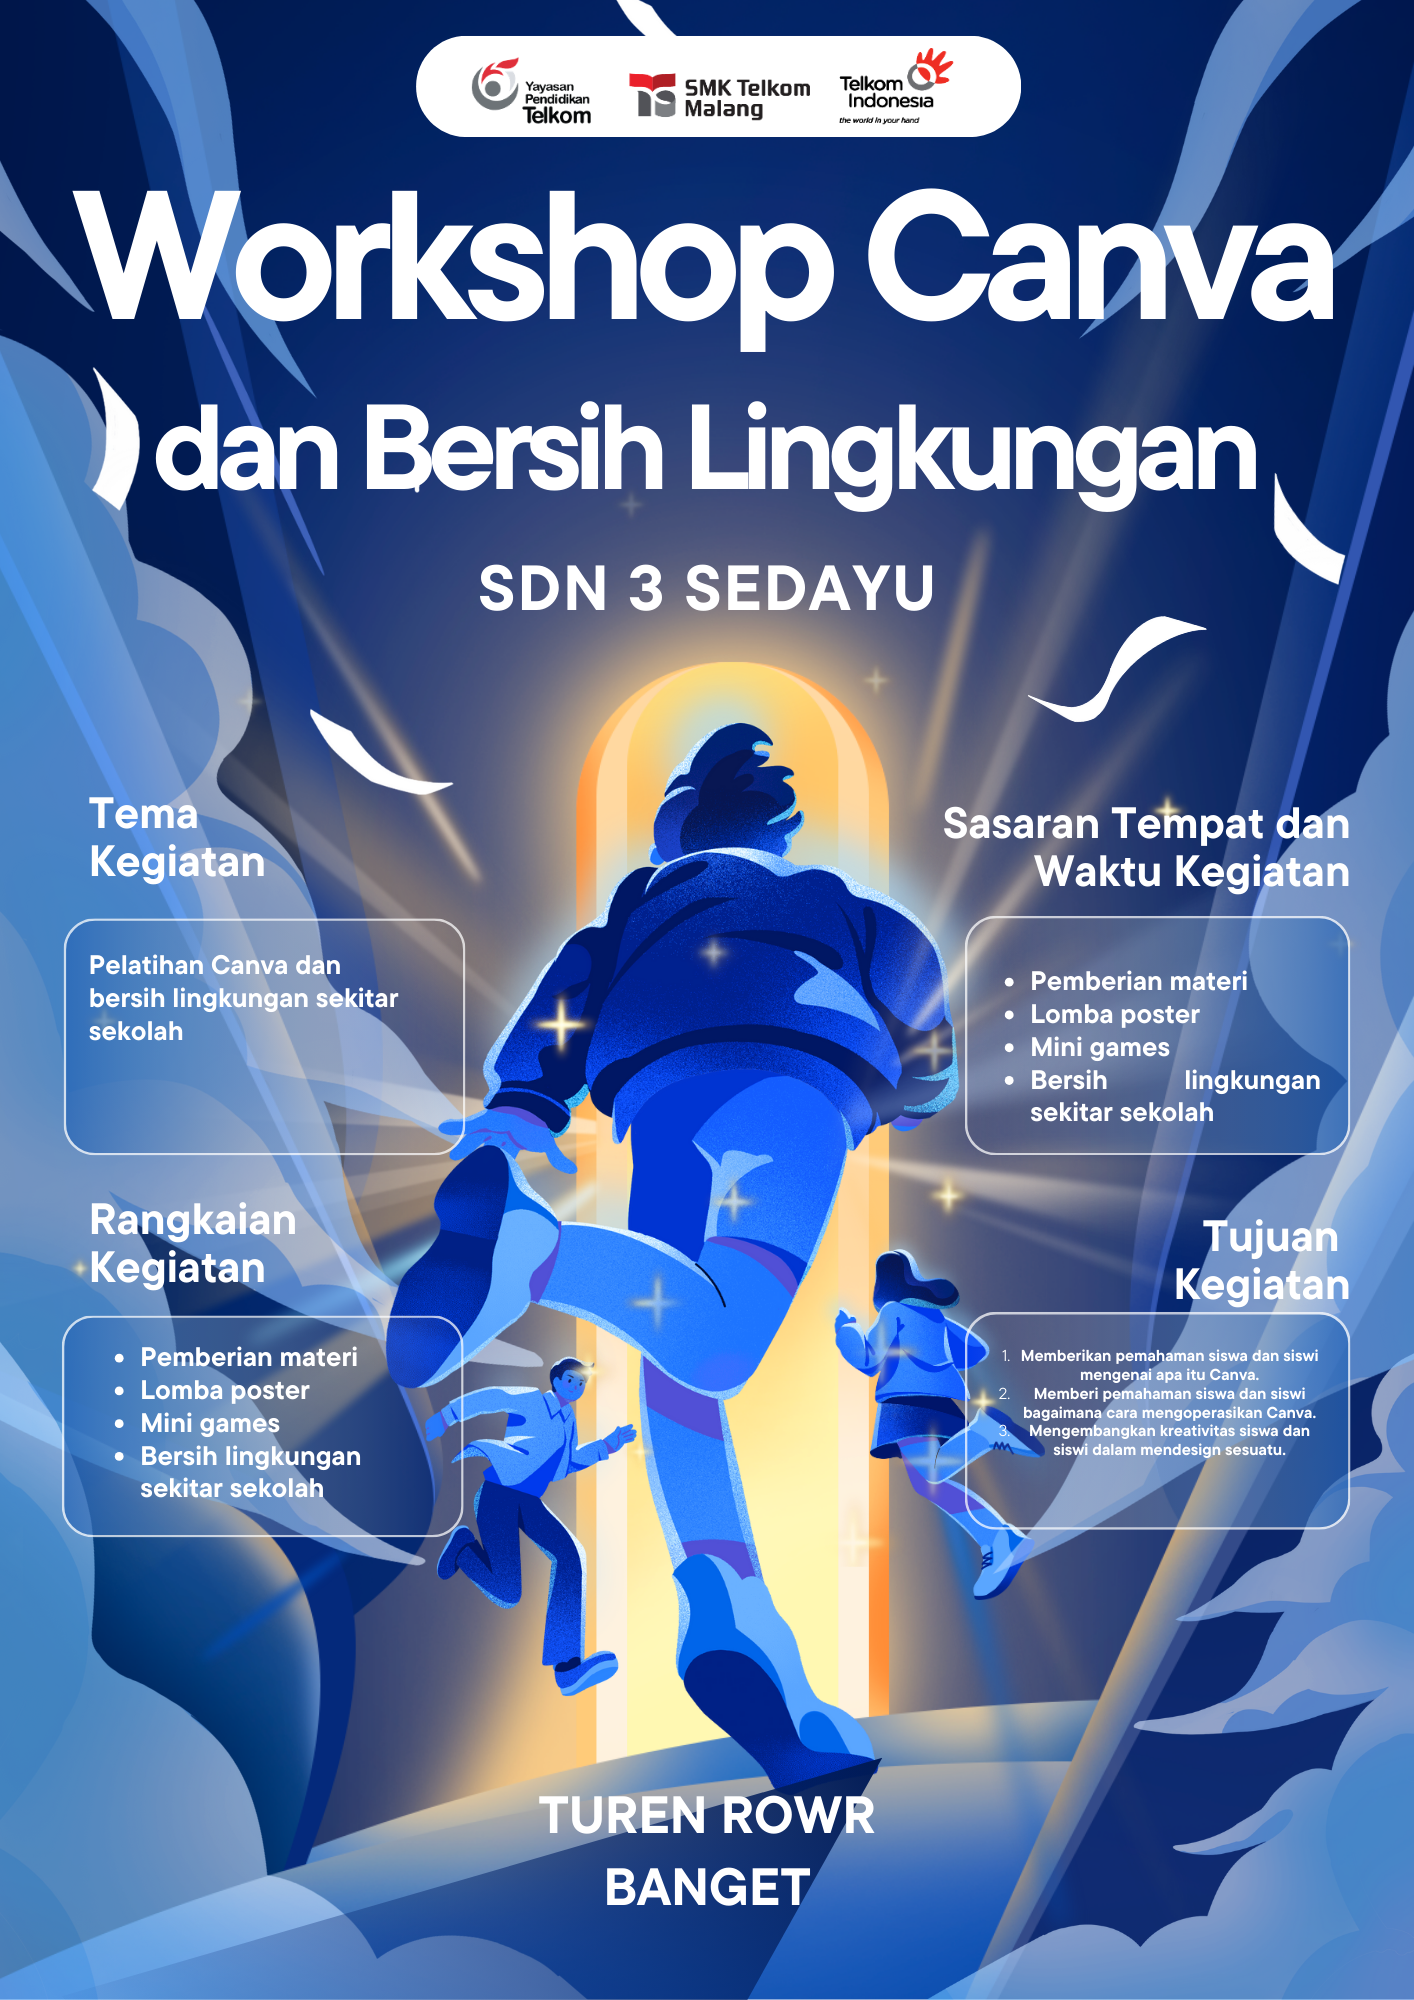 Yayasan
Pendidikan
Telkom
SMK Telkom
Malang
Telkom
Indonesia
the world in your hand
Workshop Canva
dan Bersih Lingkungan
SDN 3 SEDAYU
Tema
Kegiatan
Pelatihan Canva dan
bersih lingkungan sekitar
sekolah
Sasaran Tempat dan
Waktu Kegiatan
• Pemberian materi
• Lomba poster
• Mini games
• Bersih lingkungan
sekitar sekolah
Rangkaian
Kegiatan
• Pemberian materi
• Lomba poster
• Mini games
• Bersih lingkungan
sekitar sekolah
Tujuan
Kegiatan
1. Memberikan pemahaman siswa dan siswi
mengenai apa itu Canva.
2. Memberi pemahaman siswa dan siswi
bagaimana cara mengoperasikan Canva.
3. Mengembangkan kreativitas siswa dan
siswi dalam mendesign sesuatu.
TUREN ROWR
BANGET